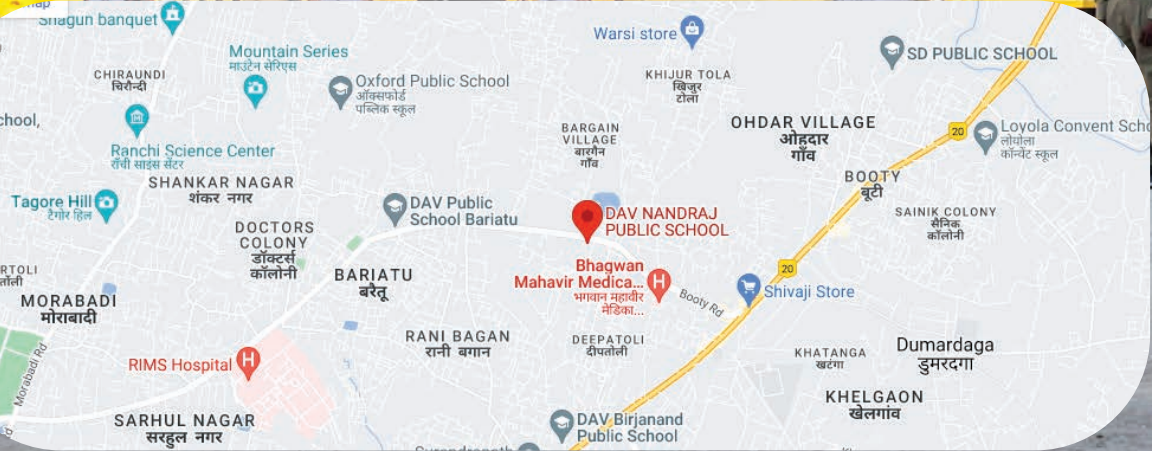 map
Shagun banquet
Warsi store
SD PUBLIC SCHOOL
Mountain Series
माउंटेन सेरिएस
CHIRAUNDI
चिरौन्दी
Oxford Public School
ऑक्सफोर्ड
पब्लिक स्कूल
KHIJUR TOLA
खिजुर
टोला
chool,
Ranchi Science Center
राँची साइंस सेंटर
BARGAIN
VILLAGE
बारगैन
गाँव
OHDAR VILLAGE
ओहदार
गाँव
20
Loyola Convent Scho
लोयोला
कॉन्वेंट स्कूल
SHANKAR NAGAR
शंकर नगर
BOOTY
बूटी
Tagore Hill
टैगोर हिल
DAV Public
School Bariatu
DAV NANDRAJ
PUBLIC SCHOOL
SAINIK COLONY
सैनिक
कॉलोनी
DOCTORS
COLONY
डॉक्टर्स
कॉलोनी
RTOLI
BARIATU
बरैतू
Bhagwan
Mahavir Medica...
भगवान महावीर
मेडिका...
20
Shivaji Store
Booty Rd
MORABADI
मोराबादी
RANI BAGAN
रानी बगान
DEEPATOLI
दीपतोली
KHATANGA
खटंगा
Dumardaga
डुमरदगा
RIMS Hospital
Morabadi Rd
KHELGAON
खेलगांव
SARHUL NAGAR
सरहुल नगर
DAV Birjanand
Public School